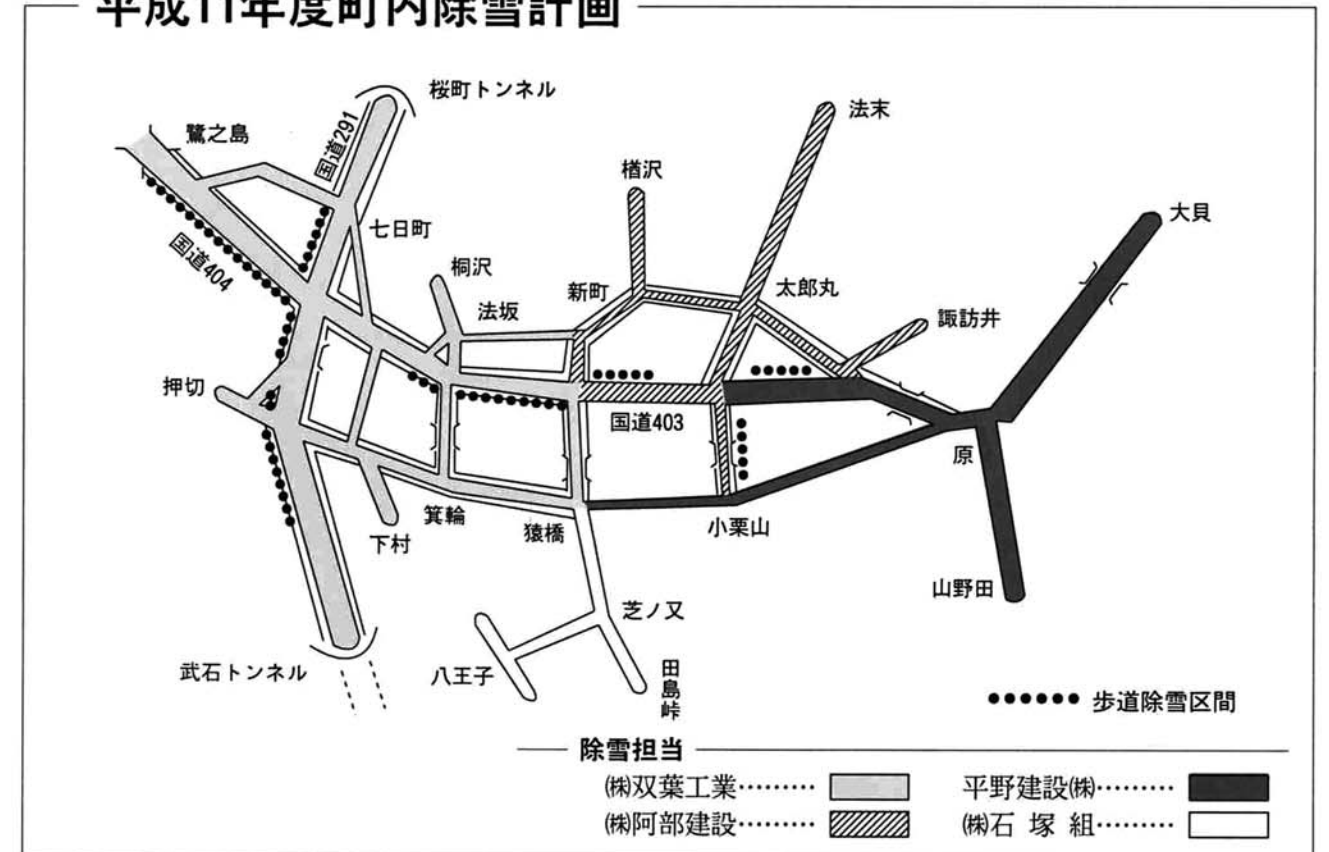 平成11年度町内除雪計画
桜町トンネル
鷺之島
国道291
法末
楢沢
大貝
七日町
国道404
桐沢
新町
太郎丸
法坂
諏訪井
押切
国道403
原
箕輪
猿橋
小栗山
下村
山野田
芝ノ又
武石トンネル
八王子
田島峠
●●●●●● 歩道除雪区間
除雪担当
㈱双葉工業………
平野建設㈱………
㈱阿部建設………
㈱石塚組………